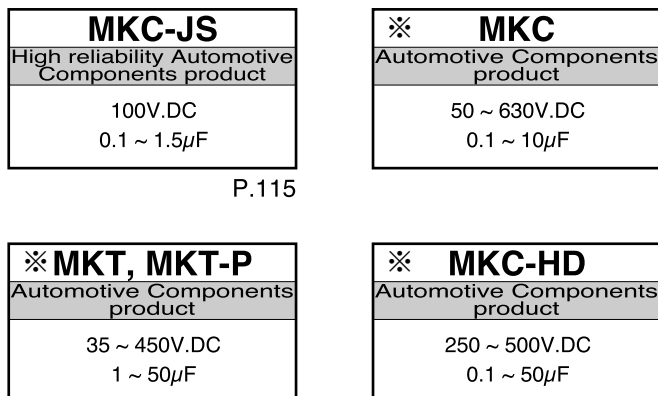 MKC-JS
High reliability Automotive
Components product
100V.DC
0.1 ~ 1.5µF
P.115
※ MKC
Automotive Components
product
50 ~ 630V.DC
0.1 ~ 10µF
※MKT, MKT-P
Automotive Components
product
35 ~ 450V.DC
1 ~ 50µF
※ MKC-HD
Automotive Components
product
250 ~ 500V.DC
0.1 ~ 50µF